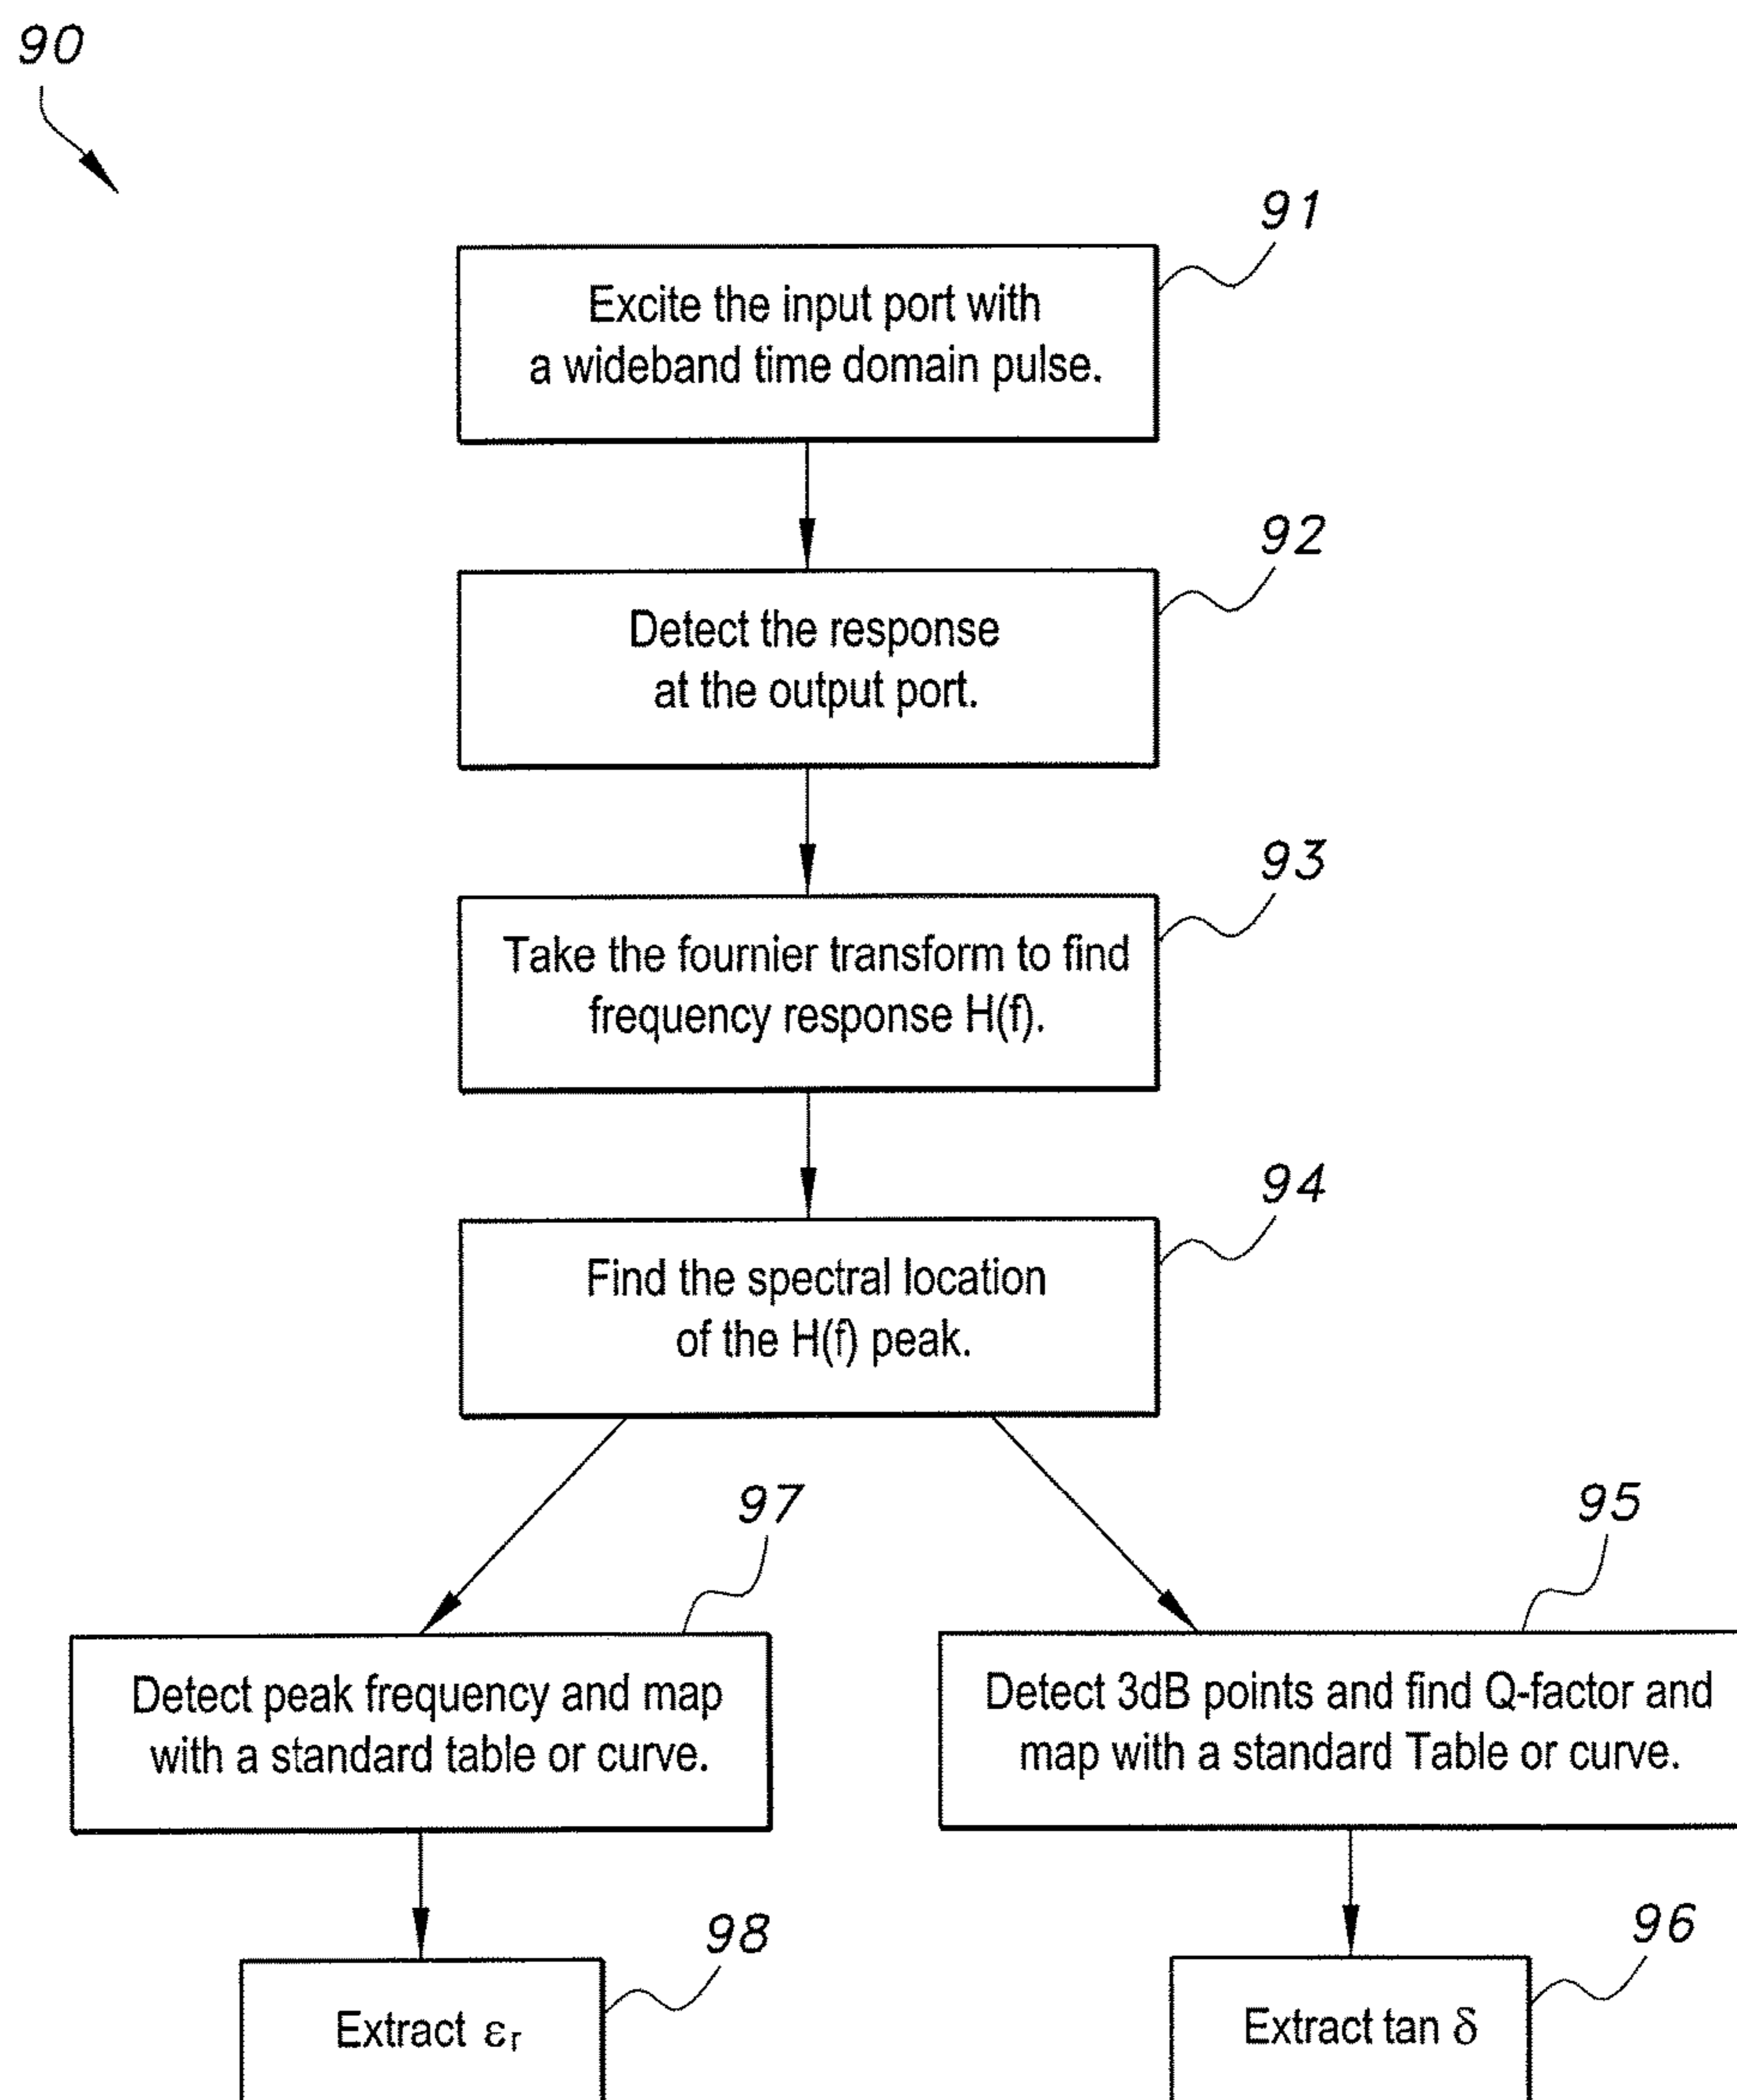 90
91
Excite the input port with
a wideband time domain pulse.
92
Detect the response
at the output port.
93
Take the fournier transform to find
frequency response H(f).
94
Find the spectral location
of the H(f) peak.
97
Detect peak frequency and map
with a standard table or curve.
95
Detect 3dB points and find Q-factor and
map with a standard Table or curve.
98
Extract εr
96
Extract tan δ